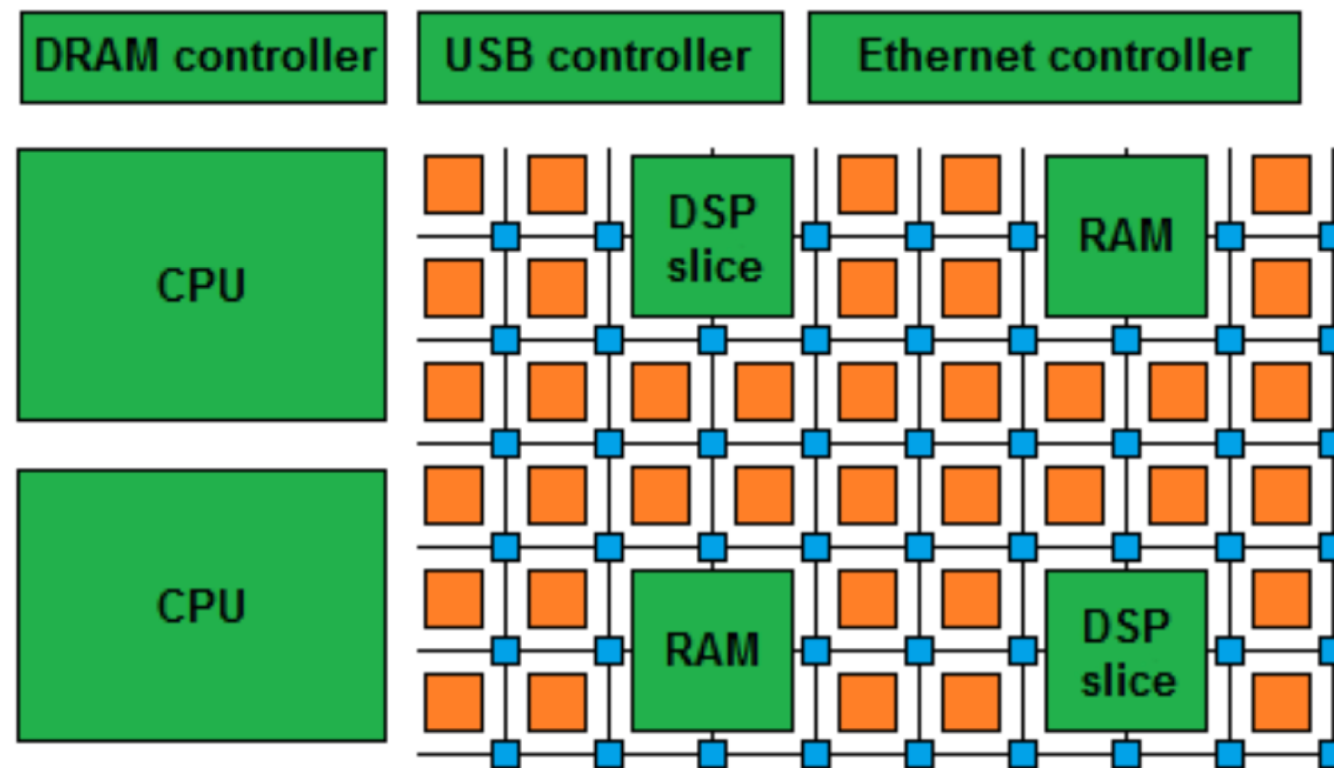 DRAM controller
USB controller
Ethernet controller
DSP
slice
RAM
CPU
CPU
RAM
DSP
slice